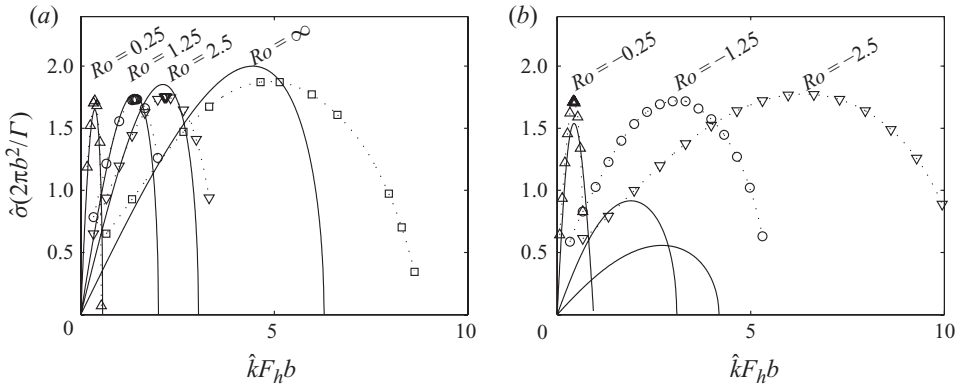 (a)
(b)
Ro = 0.25
Ro = 1.25
Ro = 2.5
Ro = ∞
Ro = −0.25
Ro = −1.25
Ro = −2.5
2.0
1.5
1.0
0.5
0
5
10
2.0
1.5
1.0
0.5
0
5
10
σ̂(2πb²/Γ)
k̂F_h b
k̂F_h b